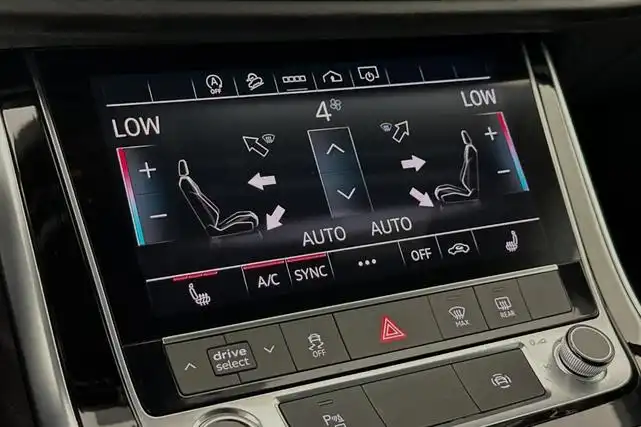 A
OFF
4
LOW
LOW
+
−
+
−
AUTO
AUTO
A/C
SYNC
•••
OFF
drive
select
OFF
MAX
REAR
P